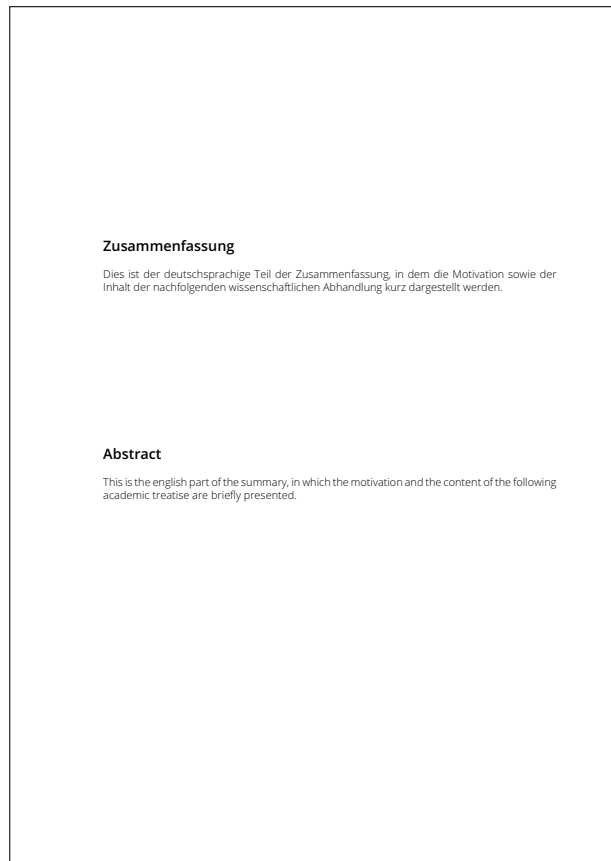 Zusammenfassung
Dies ist der deutschsprachige Teil der Zusammenfassung, in dem die Motivation sowie der
Inhalt der nachfolgenden wissenschaftlichen Abhandlung kurz dargestellt werden.
Abstract
This is the english part of the summary, in which the motivation and the content of the following
academic treatise are briefly presented.